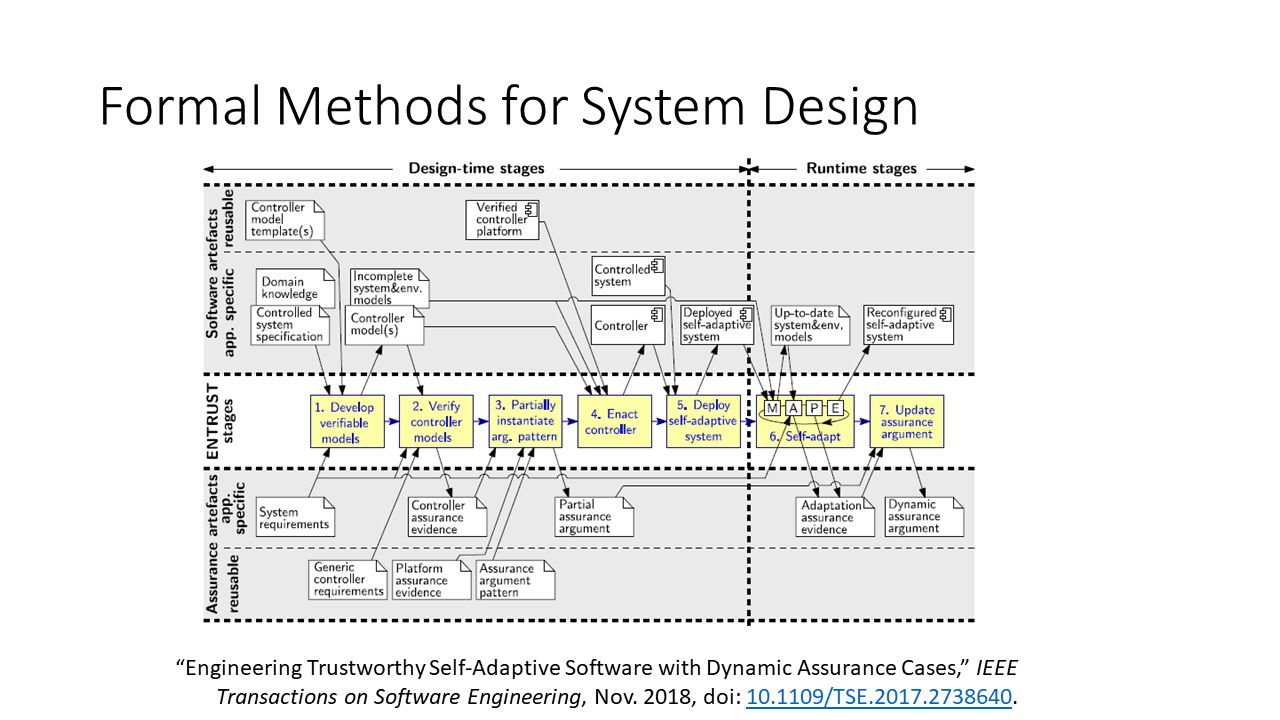 Formal Methods for System Design
Design-time stages
Runtime stages
Software artefacts
reusable
app. specific
Controller
model
template(s)
Verified
controller
platform
Domain
knowledge
Controlled
system
specification
Incomplete
system&env.
models
Controller
model(s)
Controlled
system
Controller
Deployed
self-adaptive
system
Up-to-date
system&env.
models
Reconfigured
self-adaptive
system
ENTRUST
stages
1. Develop
verifiable
models
2. Verify
controller
models
3. Partially
instantiate
arg. pattern
4. Enact
controller
5. Deploy
self-adaptive
system
M A P E
6. Self-adapt
7. Update
assurance
argument
Assurance artefacts
app.
specific
reusable
System
requirements
Controller
assurance
evidence
Partial
assurance
argument
Adaptation
assurance
evidence
Dynamic
assurance
argument
Generic
controller
requirements
Platform
assurance
evidence
Assurance
argument
pattern
“Engineering Trustworthy Self-Adaptive Software with Dynamic Assurance Cases,” IEEE
Transactions on Software Engineering, Nov. 2018, doi: 10.1109/TSE.2017.2738640.